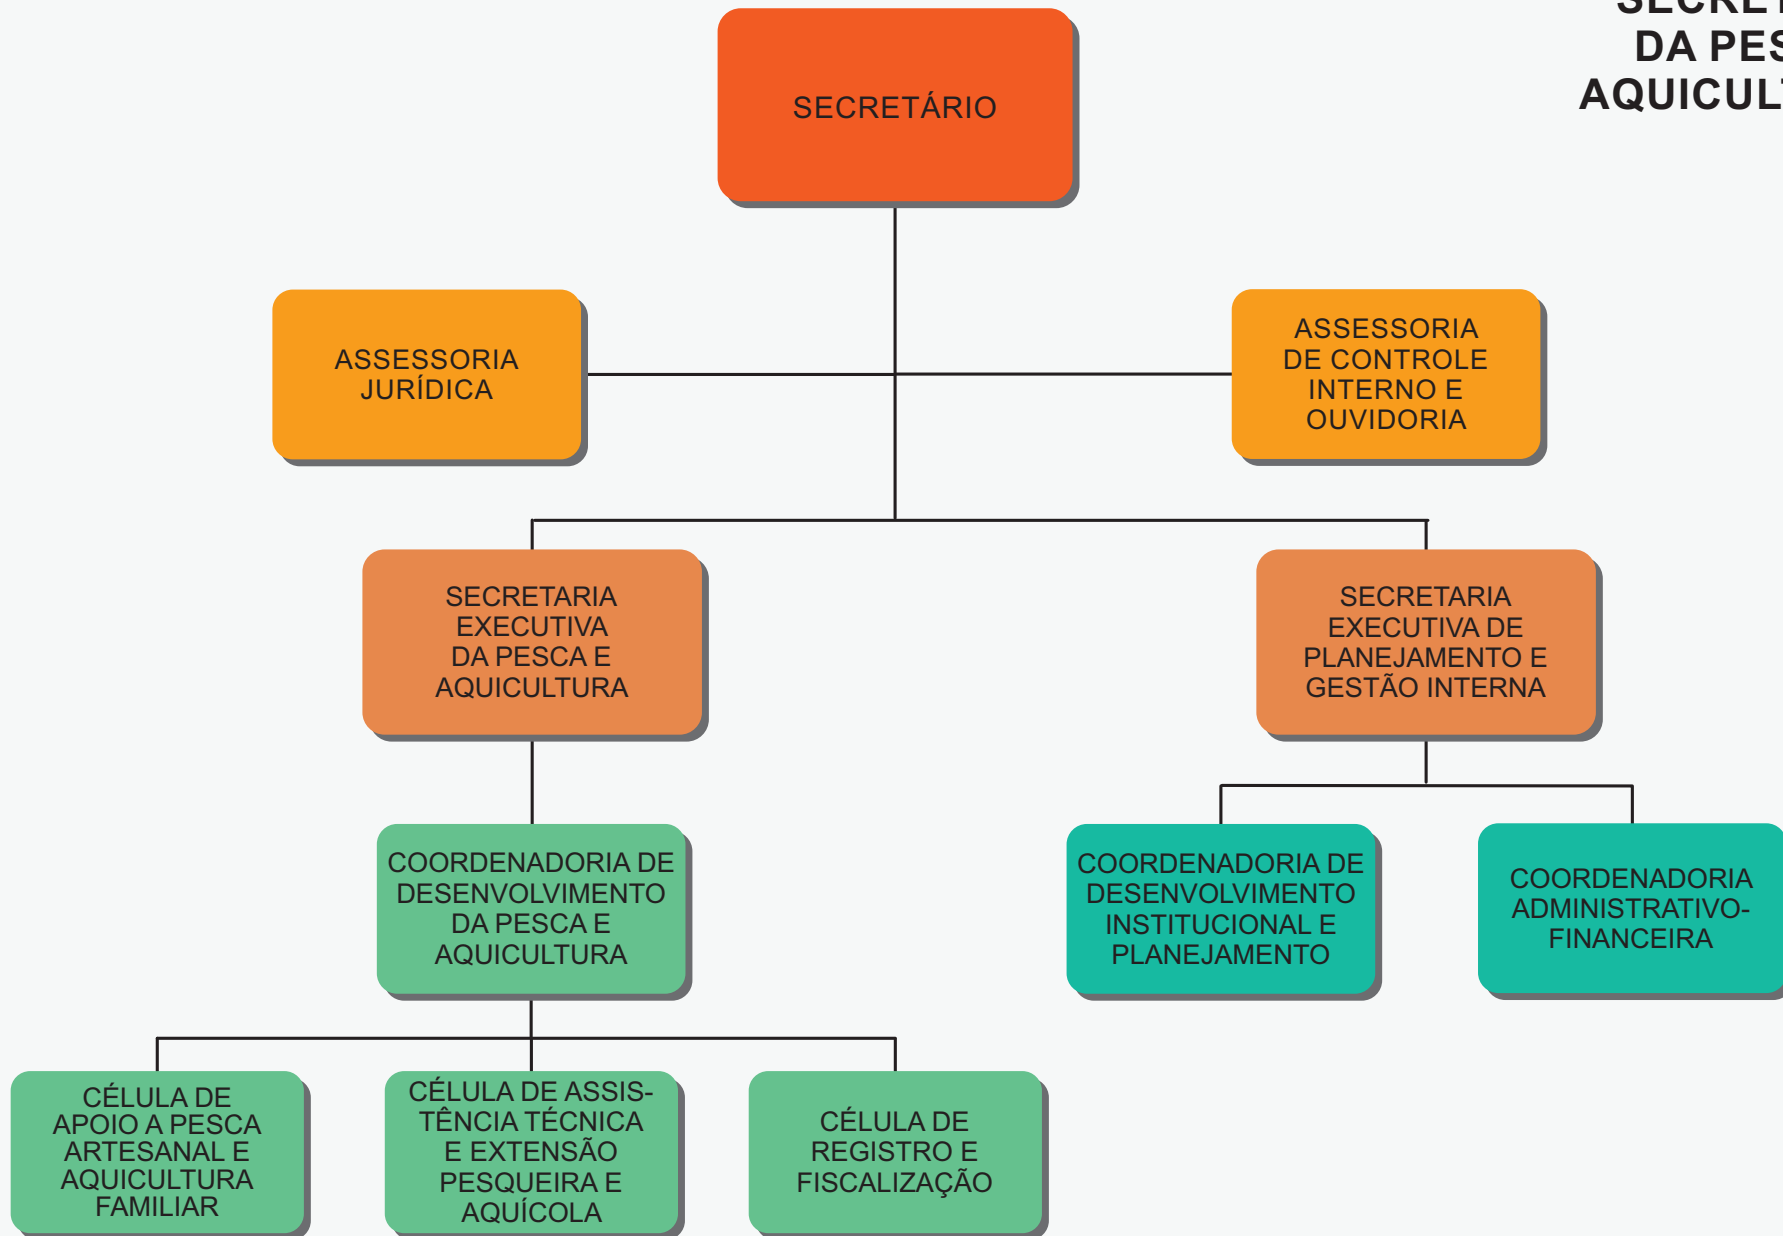 SECRETÁRIO
DA PES
ASSESSORIA
JURÍDICA
ASSESSORIA
DE CONTROLE
INTERNO E
OUVIDORIA
SECRETARIA
EXECUTIVA
DA PESCA E
AQUICULTURA
SECRETARIA
EXECUTIVA DE
PLANEJAMENTO E
GESTÃO INTERNA
COORDENADORIA DE
DESENVOLVIMENTO
DA PESCA E
AQUICULTURA
COORDENADORIA DE
DESENVOLVIMENTO
INSTITUCIONAL E
PLANEJAMENTO
COORDENADORIA
ADMINISTRATIVO-
FINANCEIRA
CÉLULA DE
APOIO A PESCA
ARTESANAL E
AQUICULTURA
FAMILIAR
CÉLULA DE ASSIS-
TÊNCIA TÉCNICA
E EXTENSÃO
PESQUEIRA E
AQUÍCOLA
CÉLULA DE
REGISTRO E
FISCALIZAÇÃO